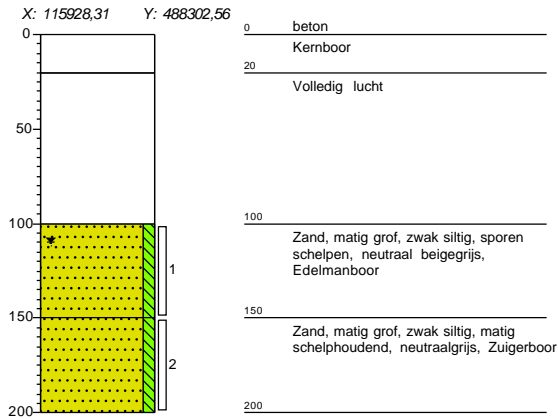 X: 115928,31 Y: 488302,56
0
50
100
150
200
1
2
0 beton
Kernboor
20
Volledig lucht
100
Zand, matig grof, zwak siltig, sporen
schelpen, neutraal beigegrijs,
Edelmanboor
150
Zand, matig grof, zwak siltig, matig
schelphoudend, neutraalgrijs, Zuigerboor
200